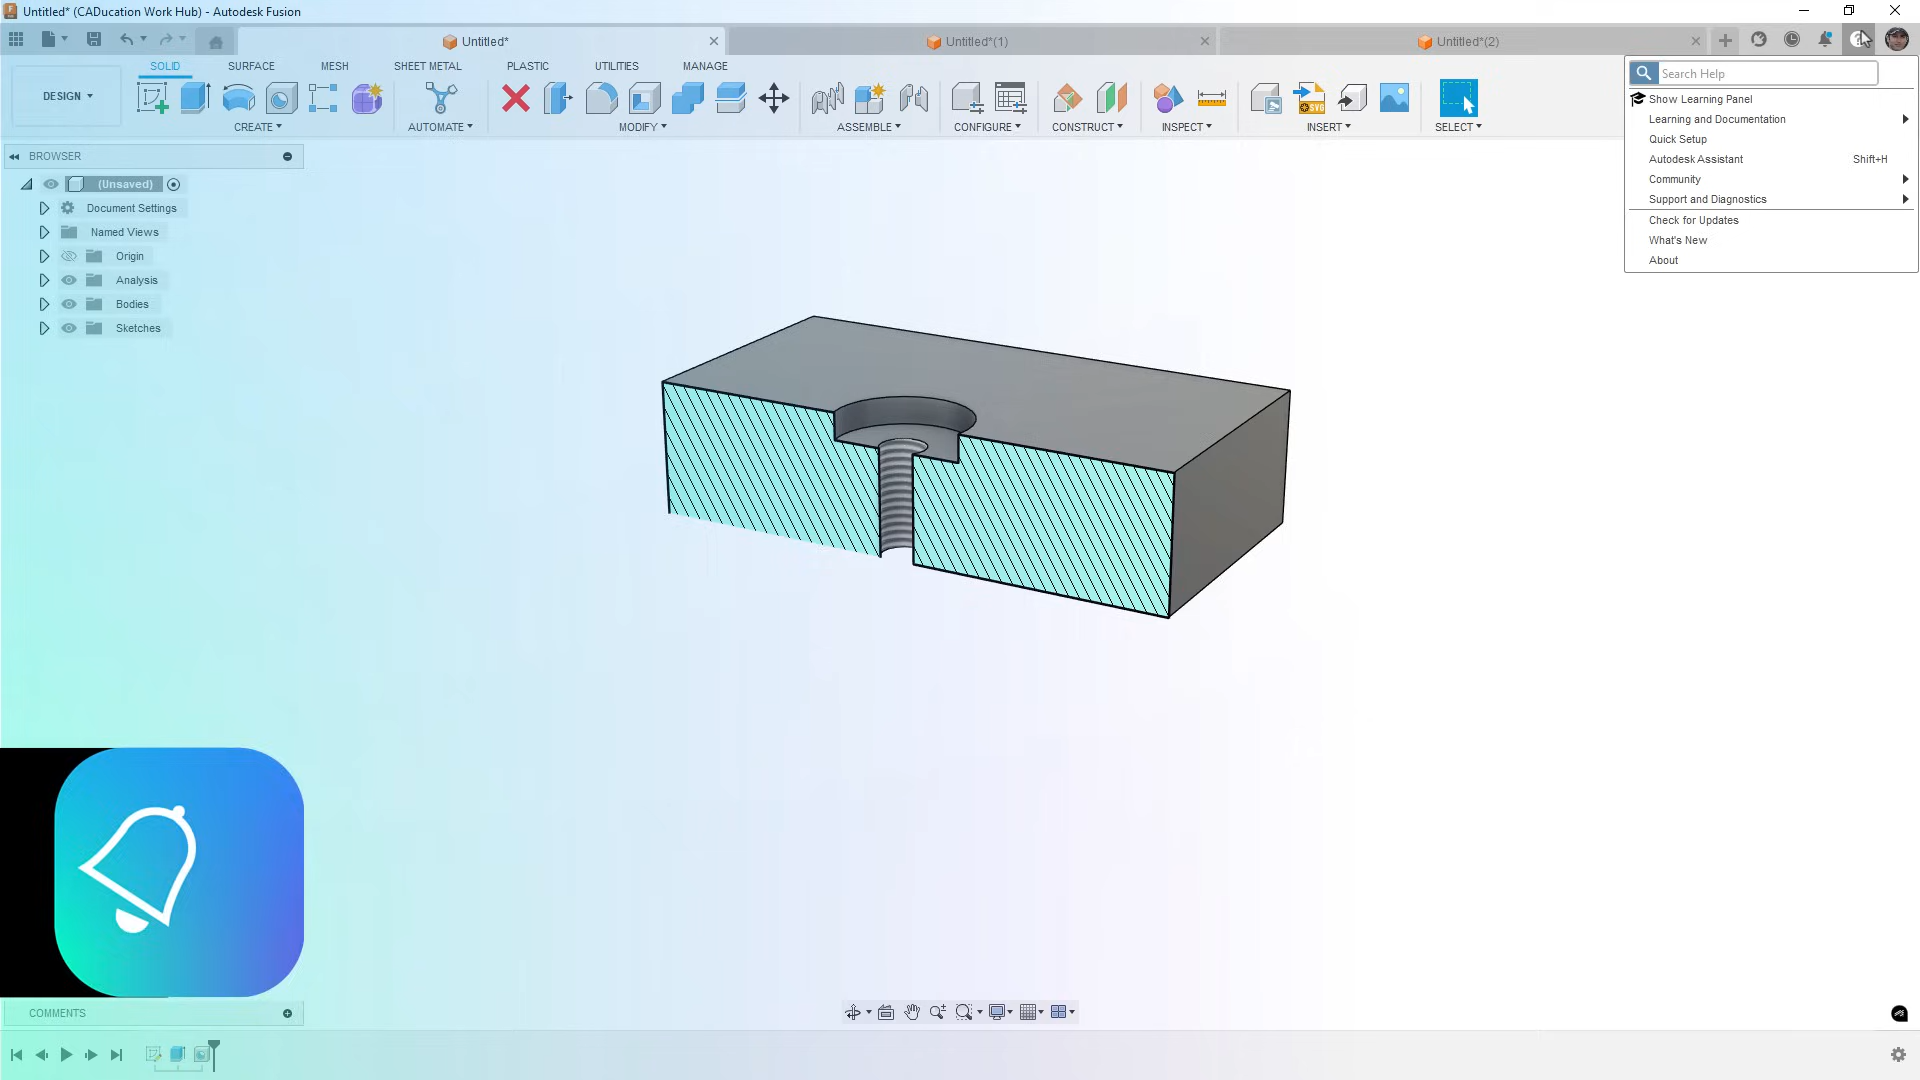 Untitled* (CADucation Work Hub) - Autodesk Fusion
Untitled*
Untitled*(1)
Untitled*(2)
SOLID
SURFACE
MESH
SHEET METAL
PLASTIC
UTILITIES
MANAGE
DESIGN
CREATE
AUTOMATE
MODIFY
ASSEMBLE
CONFIGURE
CONSTRUCT
INSPECT
INSERT
SELECT
SVG
Search Help
Show Learning Panel
Learning and Documentation
Quick Setup
Autodesk Assistant Shift+H
Community
Support and Diagnostics
Check for Updates
What's New
About
BROWSER
(Unsaved)
Document Settings
Named Views
Origin
Analysis
Bodies
Sketches
COMMENTS